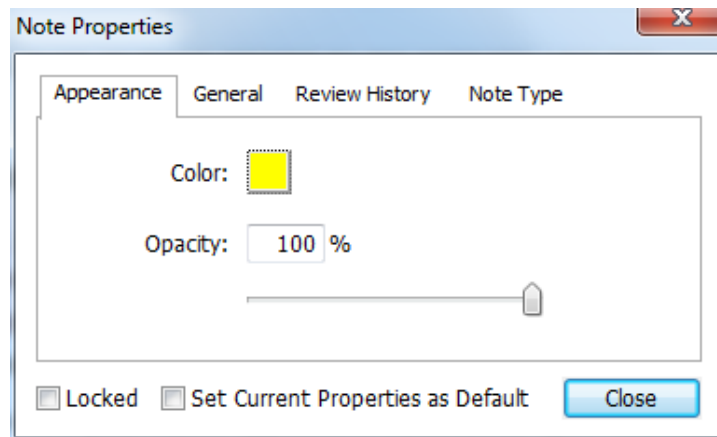 Note Properties
Appearance General Review History Note Type
Color:
Opacity: 100 %
Locked Set Current Properties as Default Close